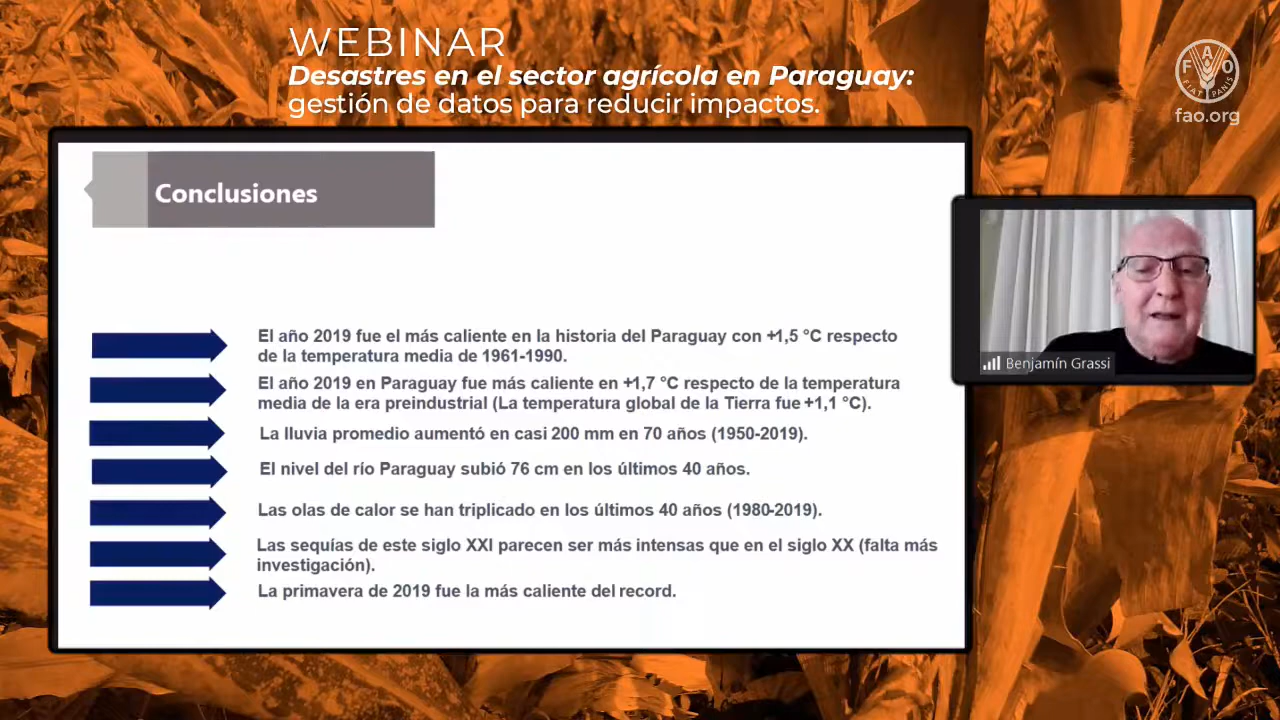 WEBINAR
Desastres en el sector agrícola en Paraguay:
gestión de datos para reducir impactos.
F A O
FIAT PANIS
fao.org
Conclusiones
El año 2019 fue el más caliente en la historia del Paraguay con +1,5 °C respecto
de la temperatura media de 1961-1990.
El año 2019 en Paraguay fue más caliente en +1,7 °C respecto de la temperatura
media de la era preindustrial (La temperatura global de la Tierra fue +1,1 °C).
La lluvia promedio aumentó en casi 200 mm en 70 años (1950-2019).
El nivel del río Paraguay subió 76 cm en los últimos 40 años.
Las olas de calor se han triplicado en los últimos 40 años (1980-2019).
Las sequías de este siglo XXI parecen ser más intensas que en el siglo XX (falta más
investigación).
La primavera de 2019 fue la más caliente del record.
Benjamín Grassi